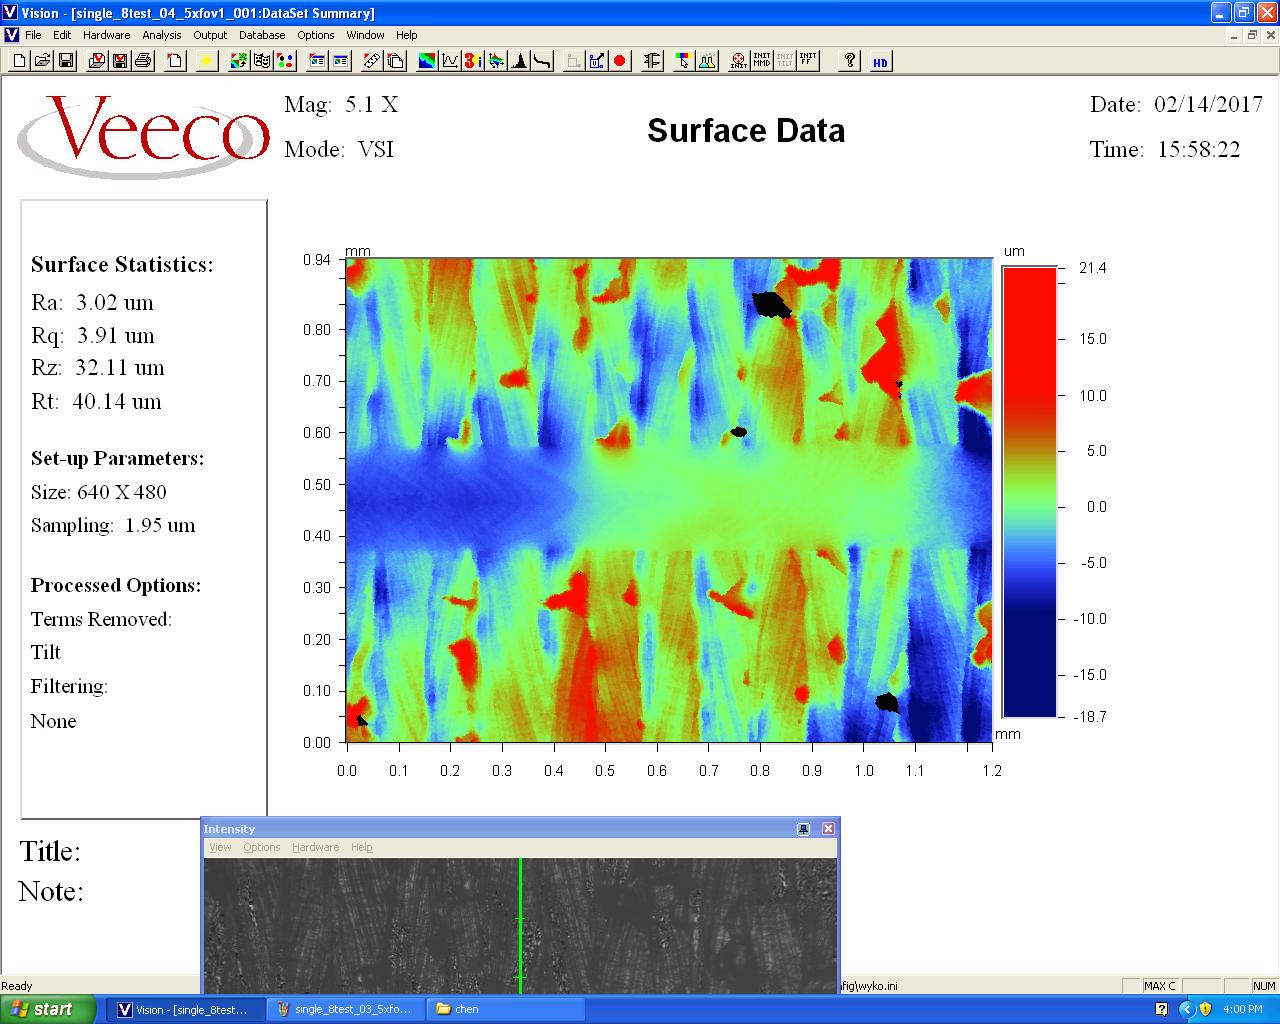 Vision - [single_8test_04_5xfov1_001:DataSet Summary]
File Edit Hardware Analysis Output Database Options Window Help
INIT INIT MMD INIT TILT INIT FF ? HD
Veeco
Mag: 5.1 X
Mode: VSI
Surface Data
Date: 02/14/2017
Time: 15:58:22
Surface Statistics:
Ra: 3.02 um
Rq: 3.91 um
Rz: 32.11 um
Rt: 40.14 um
Set-up Parameters:
Size: 640 X 480
Sampling: 1.95 um
Processed Options:
Terms Removed:
Tilt
Filtering:
None
Title:
Note:
mm
0.94
0.80
0.70
0.60
0.50
0.40
0.30
0.20
0.10
0.00
0.0 0.1 0.2 0.3 0.4 0.5 0.6 0.7 0.8 0.9 1.0 1.1 1.2
mm
um
21.4
15.0
10.0
5.0
0.0
-5.0
-10.0
-15.0
-18.7
Intensity
View Options Hardware Help
Ready
fig\wyko.ini
MAX C
NUM
start
Vision - [single_8test...
single_8test_03_5xfo...
chen
4:00 PM